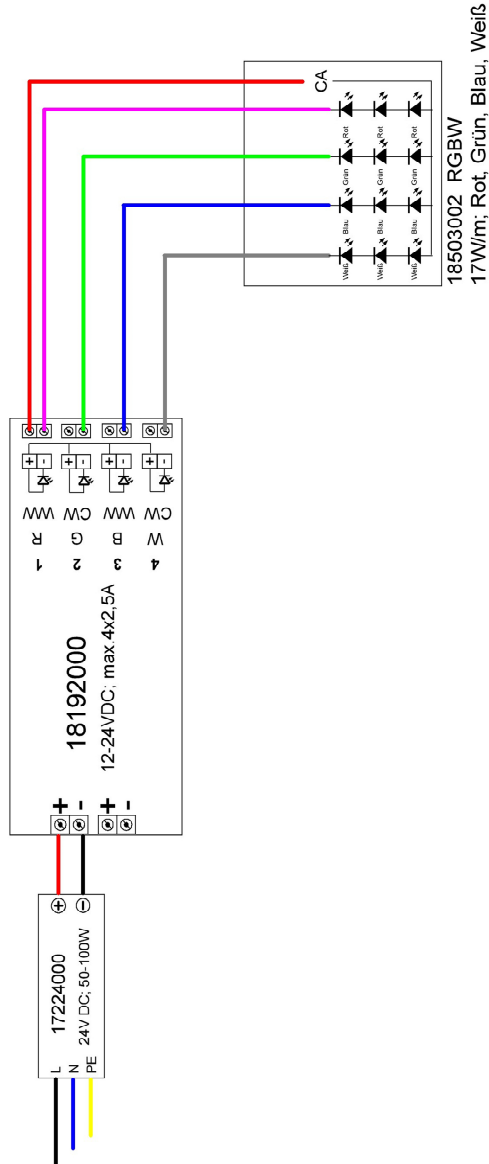 L
N
PE
17224000
24V DC; 50-100W
+
-
+
-
+
-
18192000
12-24VDC; max.4x2,5A
1
R
WW
+
-
2
G
CW
+
-
3
B
WW
+
-
4
W
CW
+
-
CA
Rot
Rot
Rot
Grün
Grün
Grün
Blau
Blau
Blau
Weiß
Weiß
Weiß
18503002 RGBW
17W/m; Rot, Grün, Blau, Weiß